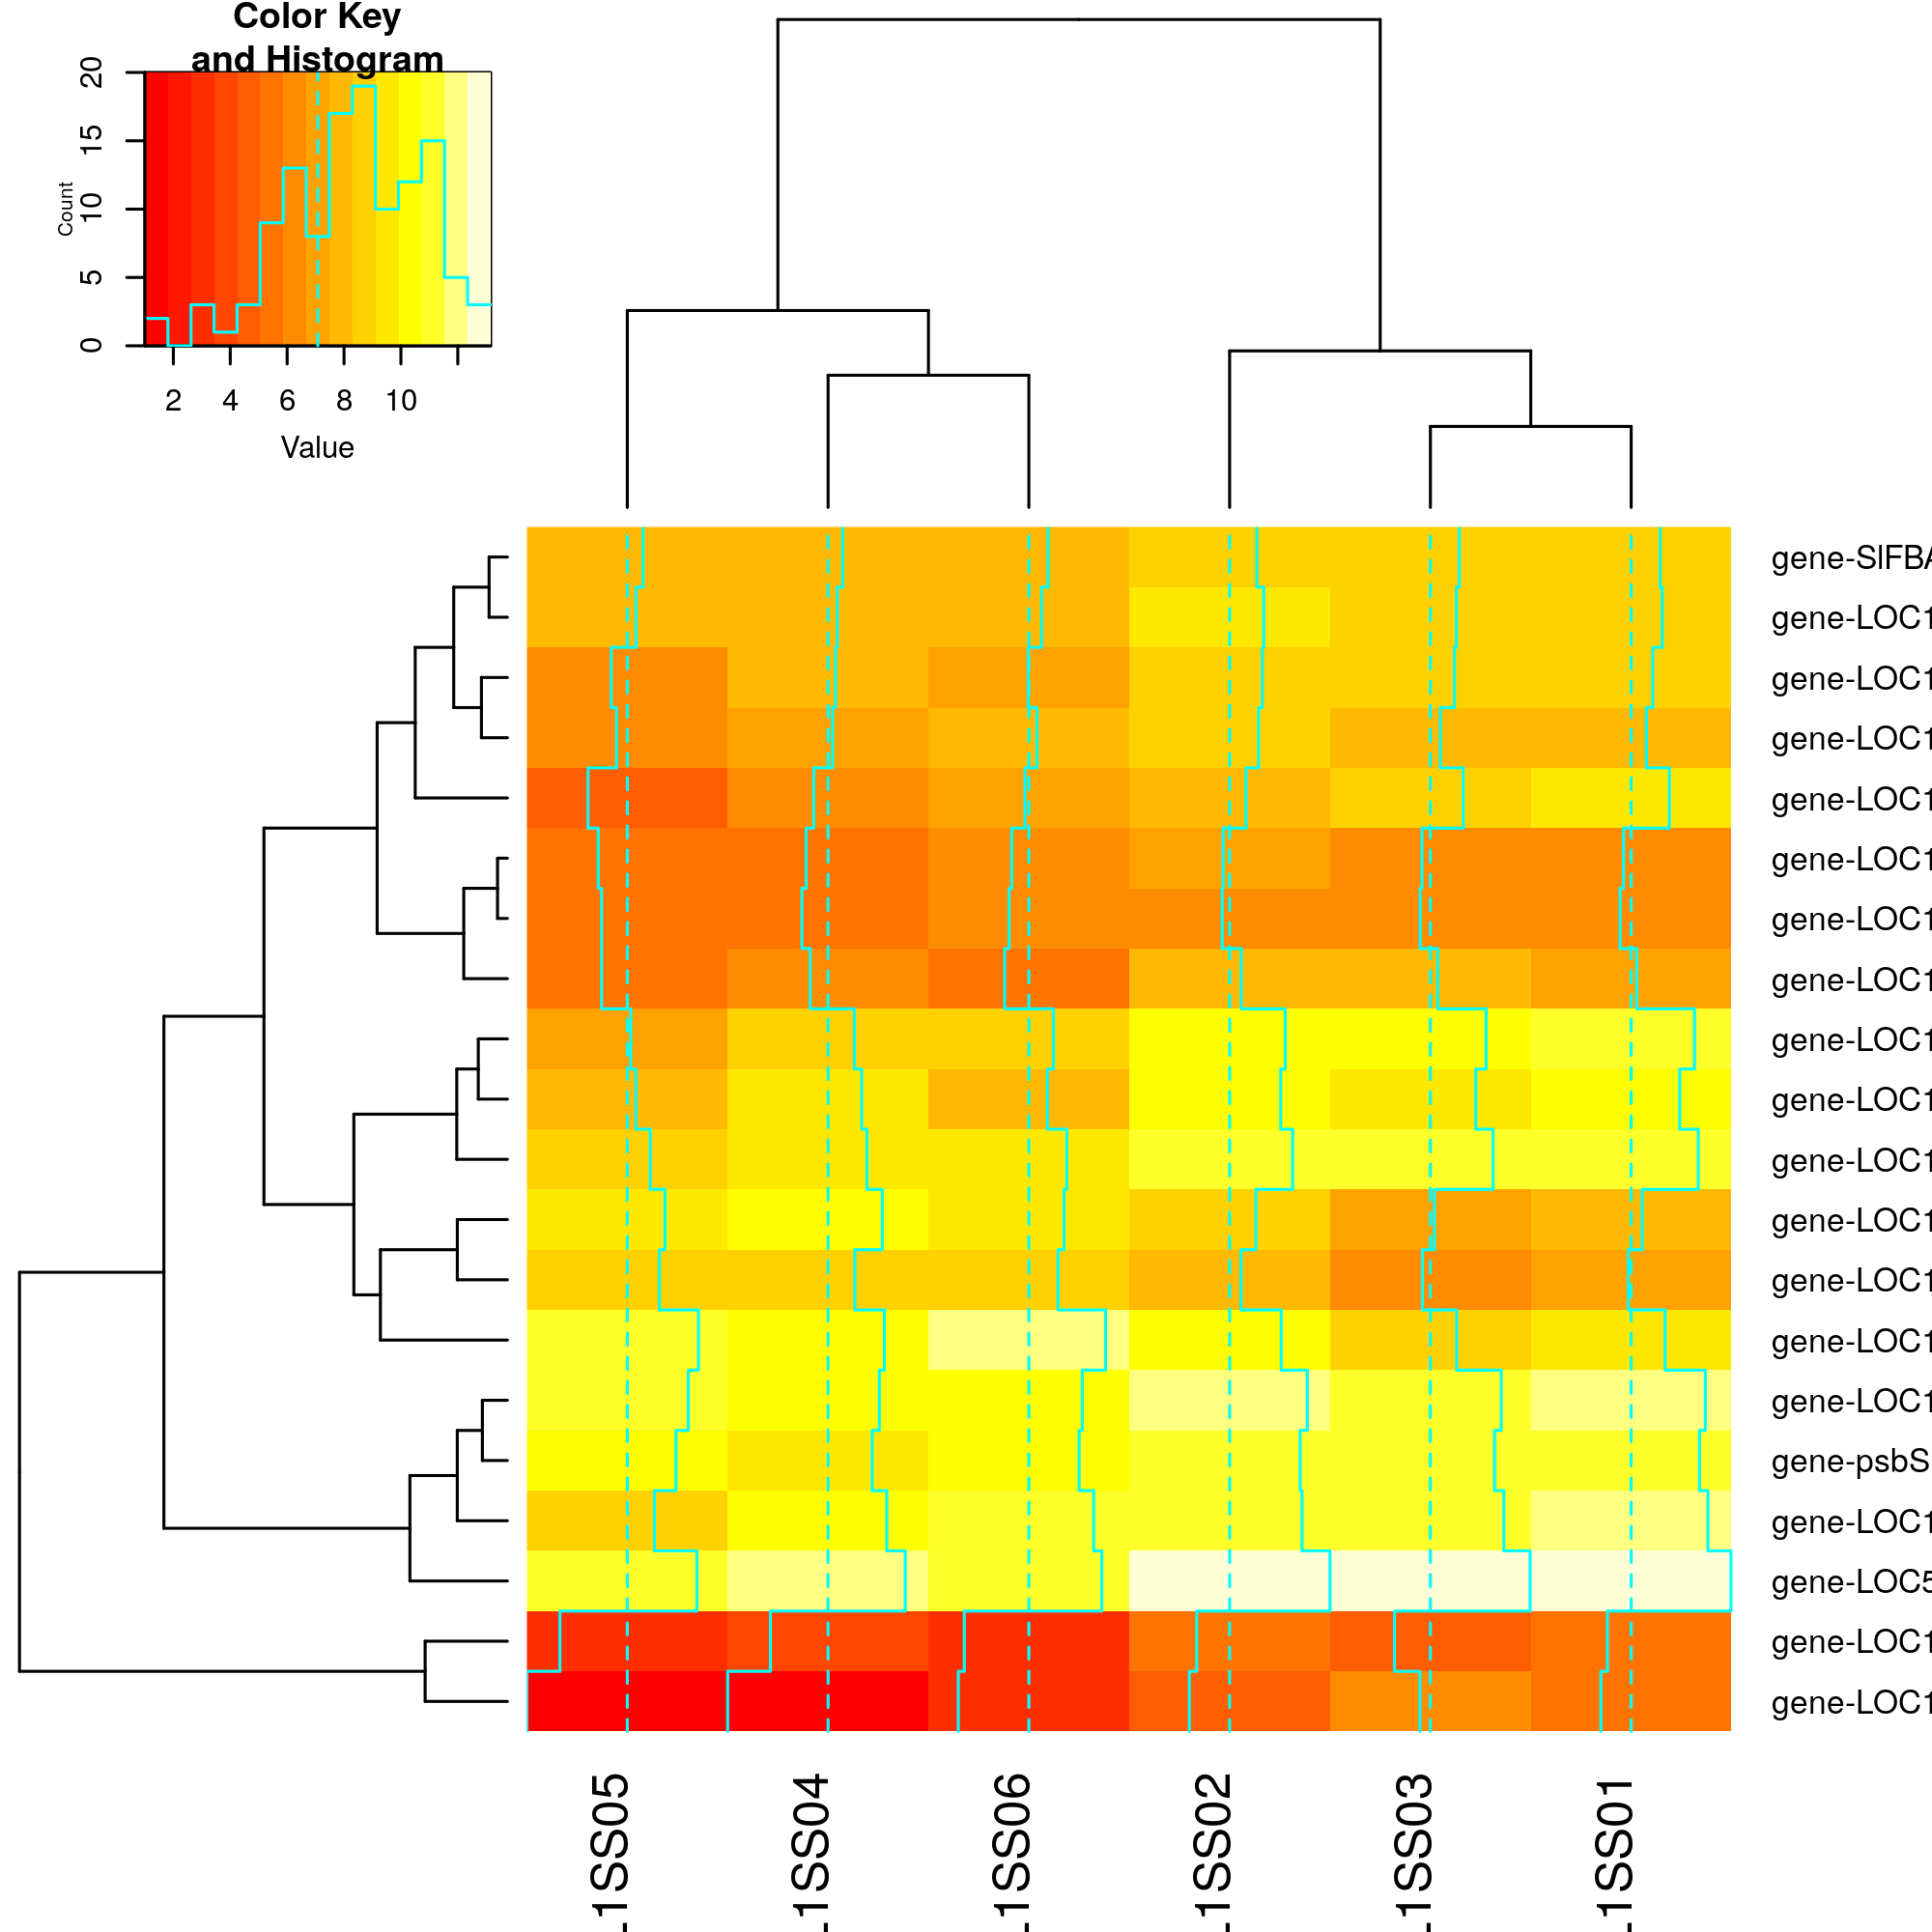 Color Key
and Histogram
Count
0 5 10 15 20
2 4 6 8 10
Value
gene-SlFBA
gene-LOC1
gene-LOC1
gene-LOC1
gene-LOC1
gene-LOC1
gene-LOC1
gene-LOC1
gene-LOC1
gene-LOC1
gene-LOC1
gene-LOC1
gene-LOC1
gene-LOC1
gene-LOC1
gene-psbS
gene-LOC1
gene-LOC5
gene-LOC1
gene-LOC1
1SS05
1SS04
1SS06
1SS02
1SS03
1SS01